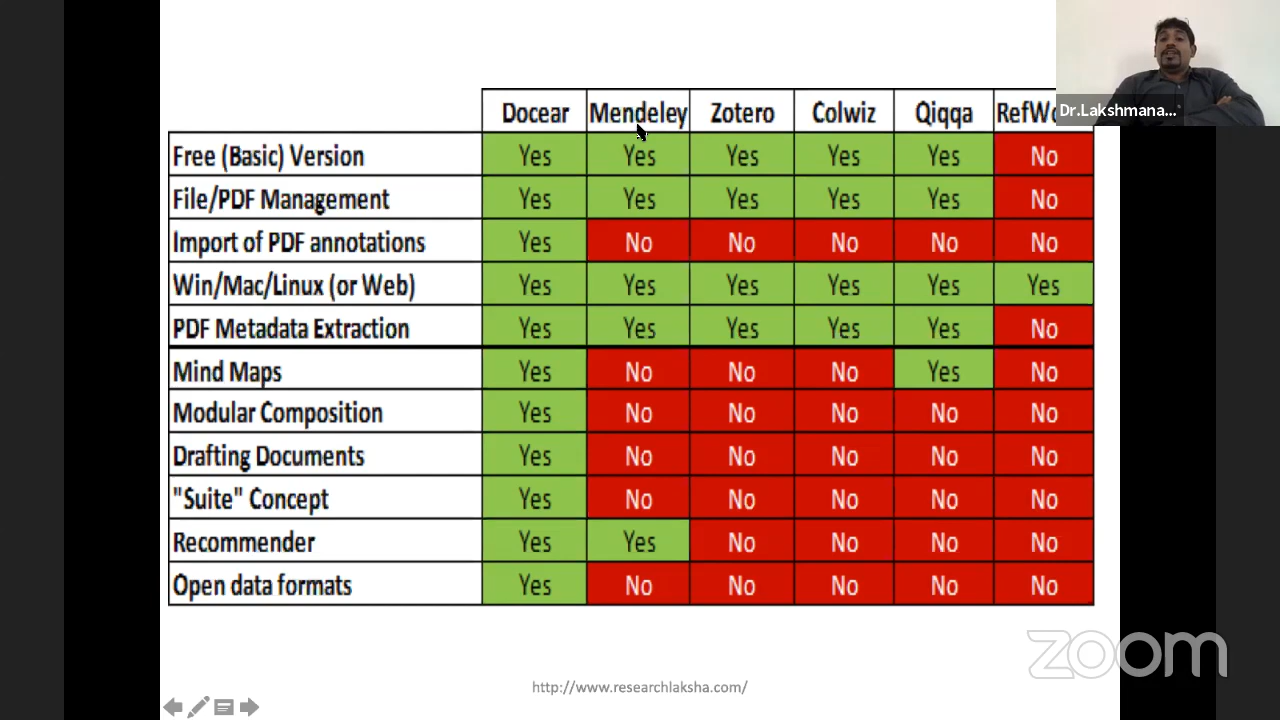 Docear Mendeley Zotero Colwiz Qiqqa
Dr.Lakshmana...
Free (Basic) Version Yes Yes Yes Yes Yes No
File/PDF Management Yes Yes Yes Yes Yes No
Import of PDF annotations Yes No No No No No
Win/Mac/Linux (or Web) Yes Yes Yes Yes Yes Yes
PDF Metadata Extraction Yes Yes Yes Yes Yes No
Mind Maps Yes No No No Yes No
Modular Composition Yes No No No No No
Drafting Documents Yes No No No No No
"Suite" Concept Yes No No No No No
Recommender Yes Yes No No No No
Open data formats Yes No No No No No
zoom
http://www.researchlaksha.com/